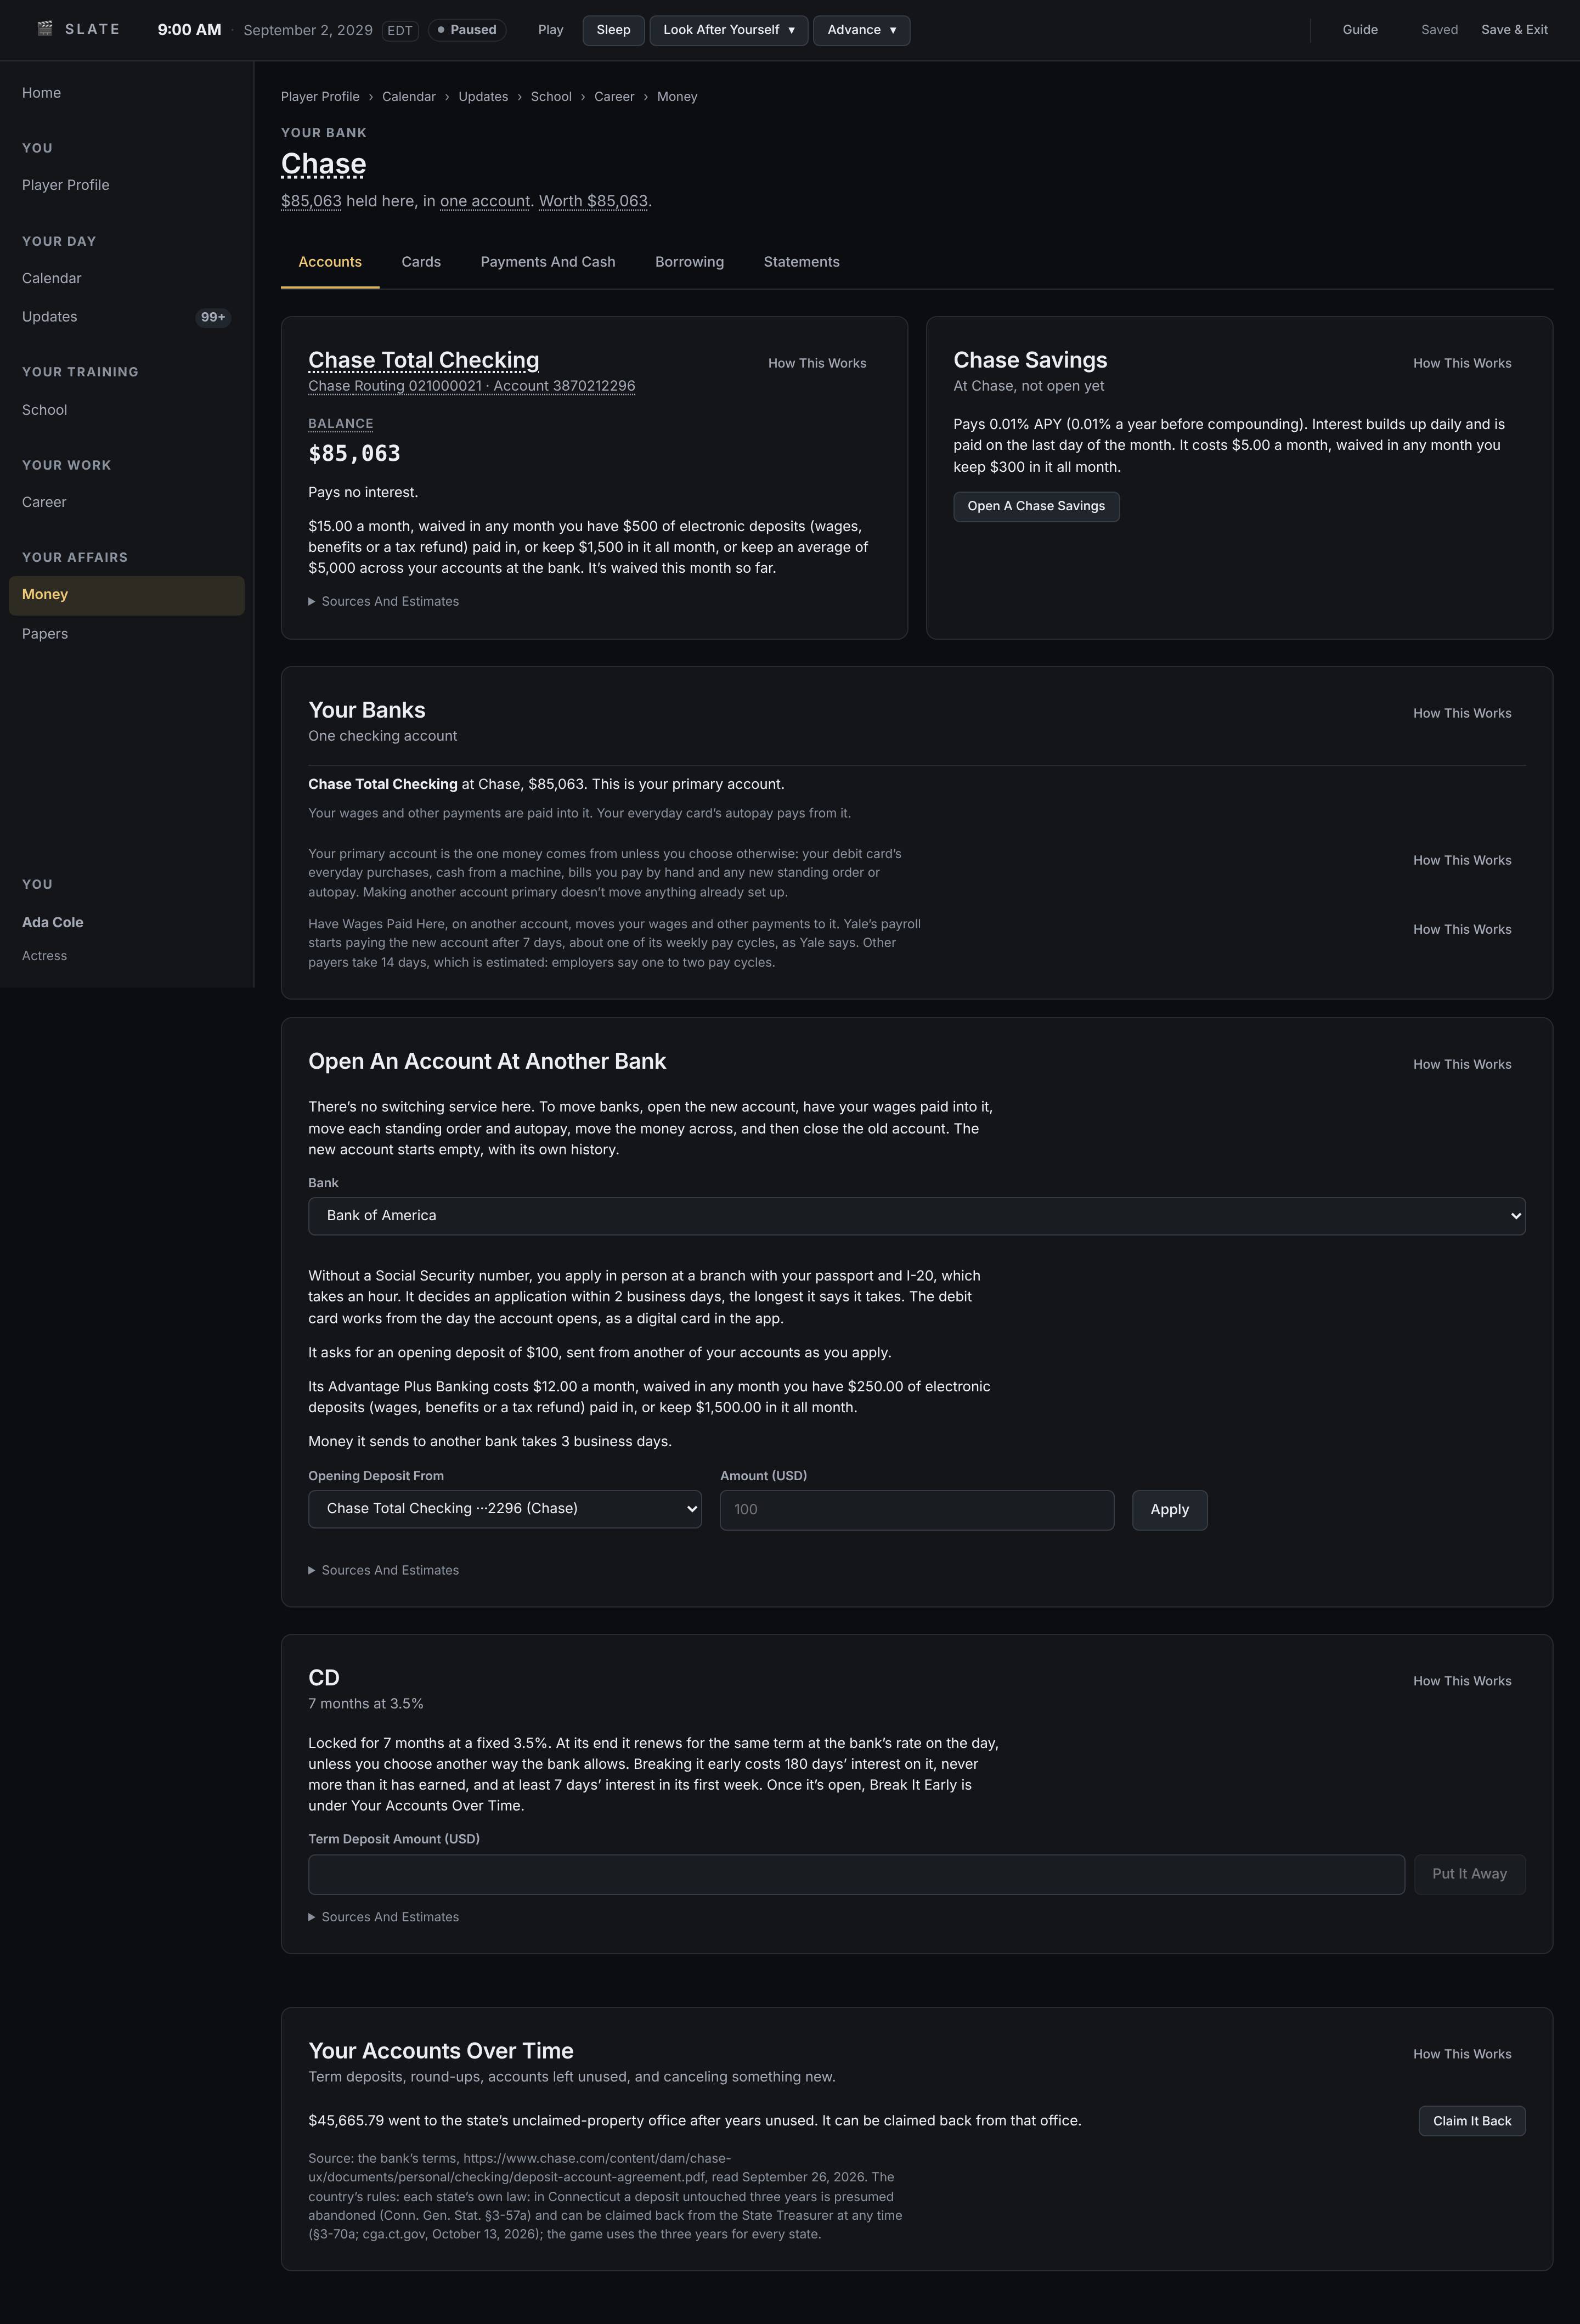 🎬 SLATE 9:00 AM · September 2, 2029 EDT Paused Play Sleep Look After Yourself ▾ Advance ▾ Guide Saved Save & Exit
Home
YOU
Player Profile
YOUR DAY
Calendar
Updates 99+
YOUR TRAINING
School
YOUR WORK
Career
YOUR AFFAIRS
Money
Papers
YOU
Ada Cole
Actress
Player Profile › Calendar › Updates › School › Career › Money
YOUR BANK
Chase
$85,063 held here, in one account. Worth $85,063.
Accounts Cards Payments And Cash Borrowing Statements
Chase Total Checking How This Works
Chase Routing 021000021 · Account 3870212296
BALANCE
$85,063
Pays no interest.
$15.00 a month, waived in any month you have $500 of electronic deposits (wages,
benefits or a tax refund) paid in, or keep $1,500 in it all month, or keep an average of
$5,000 across your accounts at the bank. It’s waived this month so far.
▶ Sources And Estimates
Chase Savings How This Works
At Chase, not open yet
Pays 0.01% APY (0.01% a year before compounding). Interest builds up daily and is
paid on the last day of the month. It costs $5.00 a month, waived in any month you
keep $300 in it all month.
Open A Chase Savings
Your Banks How This Works
One checking account
Chase Total Checking at Chase, $85,063. This is your primary account.
Your wages and other payments are paid into it. Your everyday card’s autopay pays from it.
Your primary account is the one money comes from unless you choose otherwise: your debit card’s
everyday purchases, cash from a machine, bills you pay by hand and any new standing order or
autopay. Making another account primary doesn’t move anything already set up.
How This Works
Have Wages Paid Here, on another account, moves your wages and other payments to it. Yale’s payroll
starts paying the new account after 7 days, about one of its weekly pay cycles, as Yale says. Other
payers take 14 days, which is estimated: employers say one to two pay cycles.
How This Works
Open An Account At Another Bank How This Works
There’s no switching service here. To move banks, open the new account, have your wages paid into it,
move each standing order and autopay, move the money across, and then close the old account. The
new account starts empty, with its own history.
Bank
Bank of America
Without a Social Security number, you apply in person at a branch with your passport and I-20, which
takes an hour. It decides an application within 2 business days, the longest it says it takes. The debit
card works from the day the account opens, as a digital card in the app.
It asks for an opening deposit of $100, sent from another of your accounts as you apply.
Its Advantage Plus Banking costs $12.00 a month, waived in any month you have $250.00 of electronic
deposits (wages, benefits or a tax refund) paid in, or keep $1,500.00 in it all month.
Money it sends to another bank takes 3 business days.
Opening Deposit From Amount (USD)
Chase Total Checking ···2296 (Chase) 100 Apply
▶ Sources And Estimates
CD How This Works
7 months at 3.5%
Locked for 7 months at a fixed 3.5%. At its end it renews for the same term at the bank’s rate on the day,
unless you choose another way the bank allows. Breaking it early costs 180 days’ interest on it, never
more than it has earned, and at least 7 days’ interest in its first week. Once it’s open, Break It Early is
under Your Accounts Over Time.
Term Deposit Amount (USD)
Put It Away
▶ Sources And Estimates
Your Accounts Over Time How This Works
Term deposits, round-ups, accounts left unused, and canceling something new.
$45,665.79 went to the state’s unclaimed-property office after years unused. It can be claimed back from that office. Claim It Back
Source: the bank’s terms, https://www.chase.com/content/dam/chase-
ux/documents/personal/checking/deposit-account-agreement.pdf, read September 26, 2026. The
country’s rules: each state’s own law: in Connecticut a deposit untouched three years is presumed
abandoned (Conn. Gen. Stat. §3-57a) and can be claimed back from the State Treasurer at any time
(§3-70a; cga.ct.gov, October 13, 2026); the game uses the three years for every state.